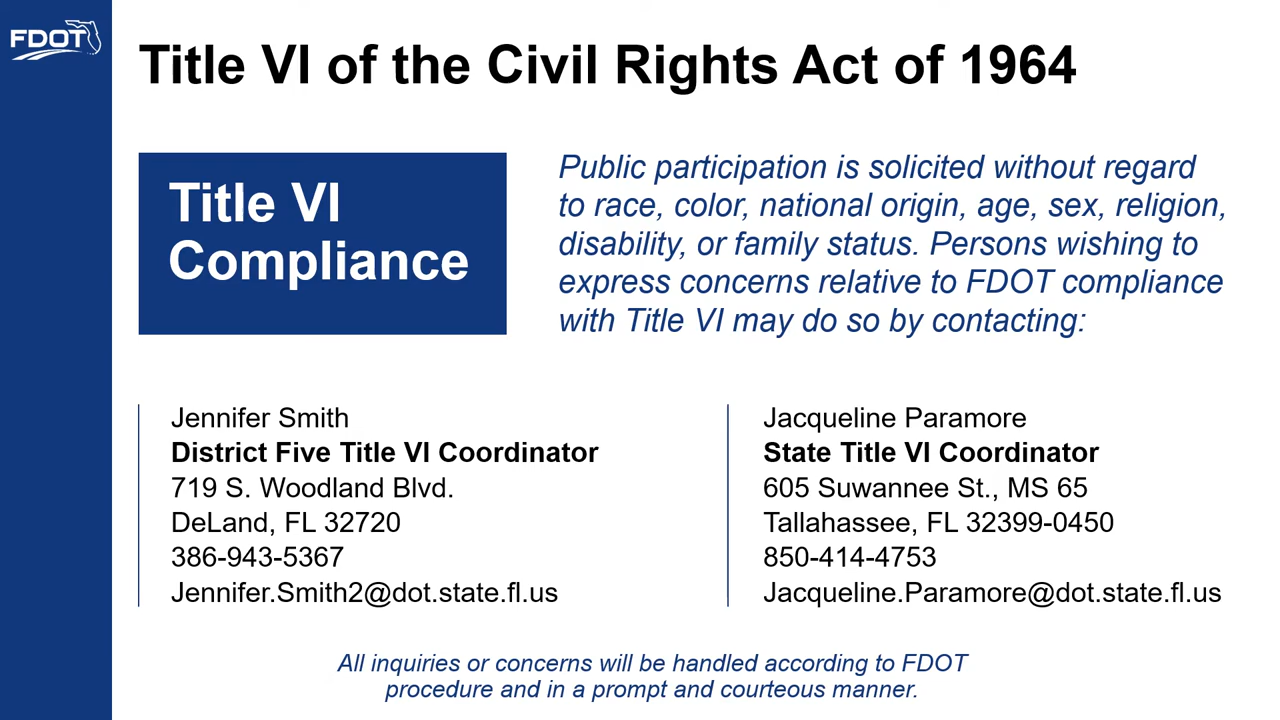 FDOT
Title VI of the Civil Rights Act of 1964
Title VI
Compliance
Public participation is solicited without regard
to race, color, national origin, age, sex, religion,
disability, or family status. Persons wishing to
express concerns relative to FDOT compliance
with Title VI may do so by contacting:
Jennifer Smith
District Five Title VI Coordinator
719 S. Woodland Blvd.
DeLand, FL 32720
386-943-5367
Jennifer.Smith2@dot.state.fl.us
Jacqueline Paramore
State Title VI Coordinator
605 Suwannee St., MS 65
Tallahassee, FL 32399-0450
850-414-4753
Jacqueline.Paramore@dot.state.fl.us
All inquiries or concerns will be handled according to FDOT
procedure and in a prompt and courteous manner.